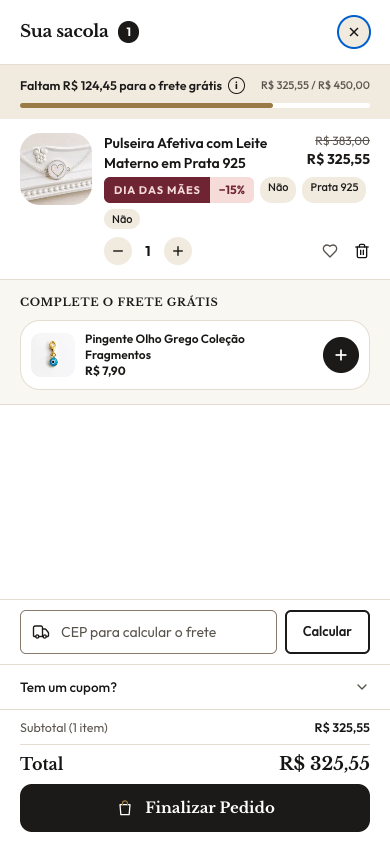 Sua sacola 1
Faltam R$ 124,45 para o frete grátis i R$ 325,55 / R$ 450,00
Pulseira Afetiva com Leite R$ 383,00
Materno em Prata 925 R$ 325,55
DIA DAS MÃES −15% Não Prata 925
Não
− 1 +
COMPLETE O FRETE GRÁTIS
Pingente Olho Grego Coleção
Fragmentos
R$ 7,90
CEP para calcular o frete Calcular
Tem um cupom?
Subtotal (1 item) R$ 325,55
Total R$ 325,55
Finalizar Pedido